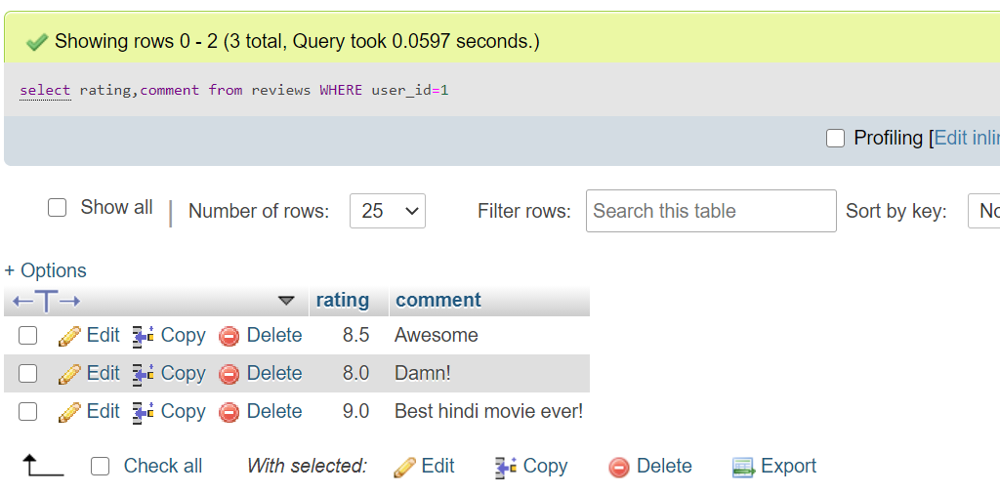 Showing rows 0 - 2 (3 total, Query took 0.0597 seconds.)
select rating,comment from reviews WHERE user_id=1
Profiling [Edit inlin
Show all | Number of rows: 25 Filter rows: Search this table Sort by key: No
+ Options
←T→ rating comment
Edit Copy Delete 8.5 Awesome
Edit Copy Delete 8.0 Damn!
Edit Copy Delete 9.0 Best hindi movie ever!
Check all With selected: Edit Copy Delete Export